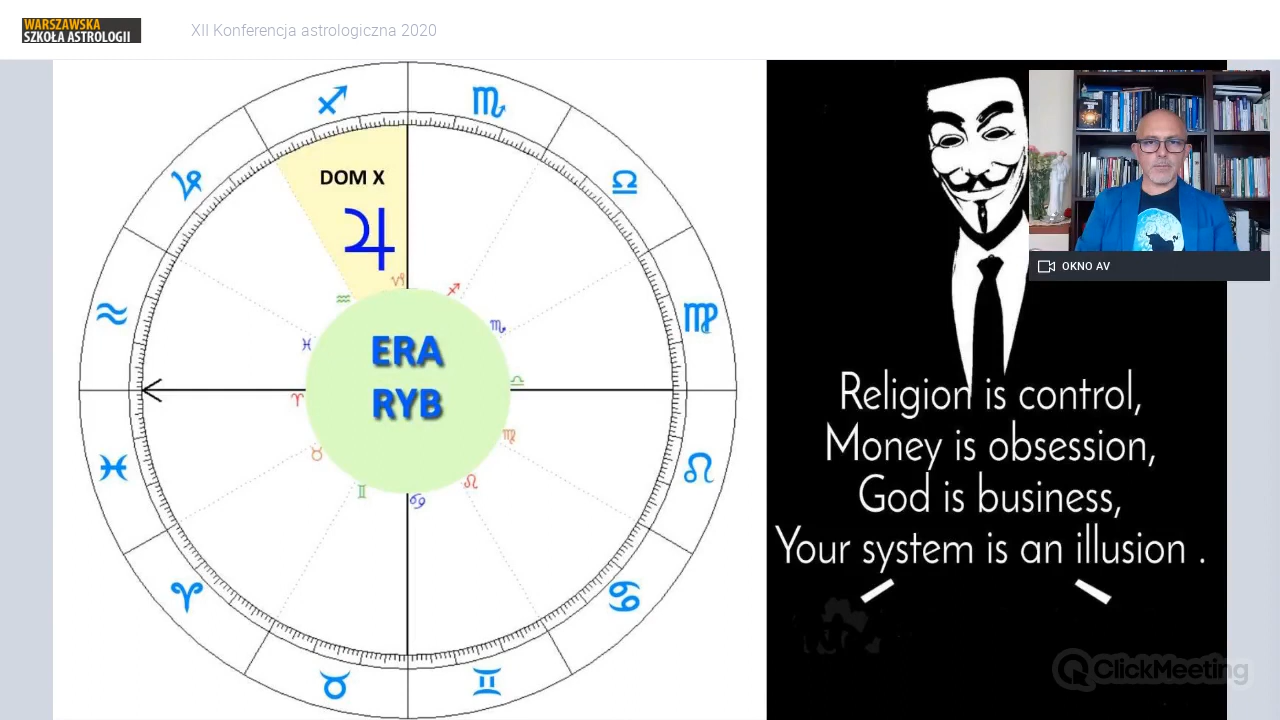 WARSZAWSKA
SZKOŁA ASTROLOGII
XII Konferencja astrologiczna 2020
DOM X
ERA
RYB
OKNO AV
Religion is control,
Money is obsession,
God is business,
Your system is an illusion .
ClickMeeting